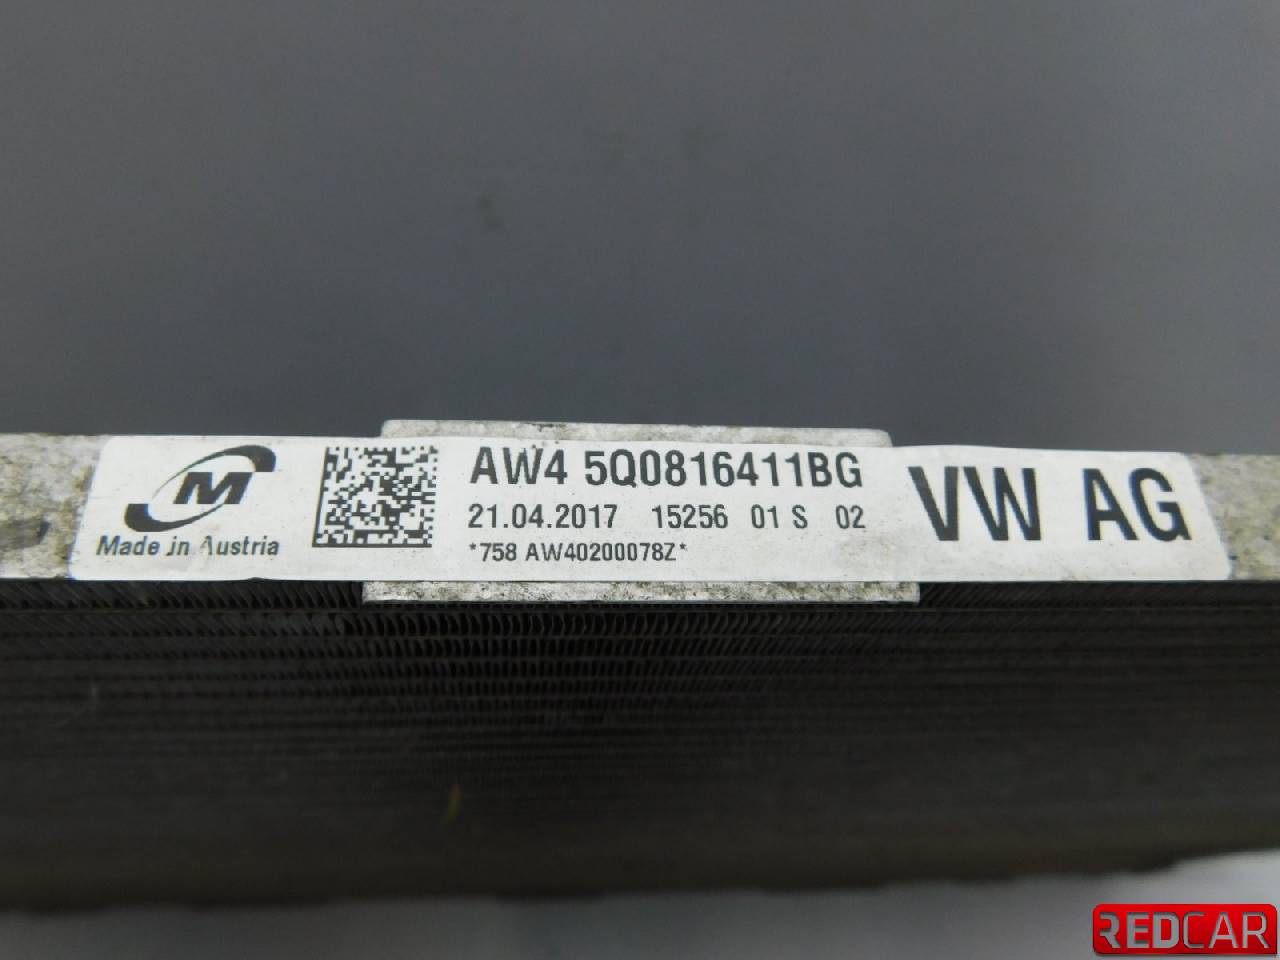 M
Made in Austria
AW4 5Q0816411BG
21.04.2017 15256 01 S 02
*758 AW40200078Z*
VW AG
REDCAR